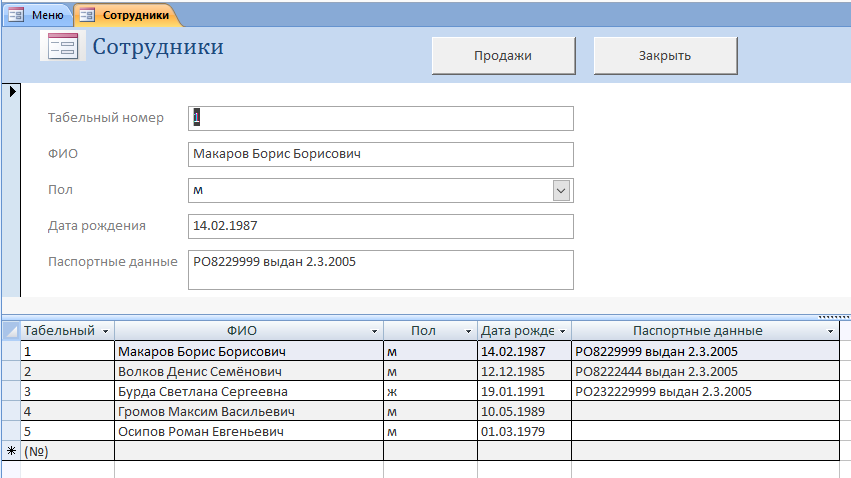 Меню Сотрудники
Сотрудники Продажи Закрыть
Табельный номер 1
ФИО Макаров Борис Борисович
Пол м
Дата рождения 14.02.1987
Паспортные данные РО8229999 выдан 2.3.2005
Табельный ФИО Пол Дата рожде Паспортные данные
1 Макаров Борис Борисович м 14.02.1987 РО8229999 выдан 2.3.2005
2 Волков Денис Семёнович м 12.12.1985 РО8222444 выдан 2.3.2005
3 Бурда Светлана Сергеевна ж 19.01.1991 РО232229999 выдан 2.3.2005
4 Громов Максим Васильевич м 10.05.1989
5 Осипов Роман Евгеньевич м 01.03.1979
(№)